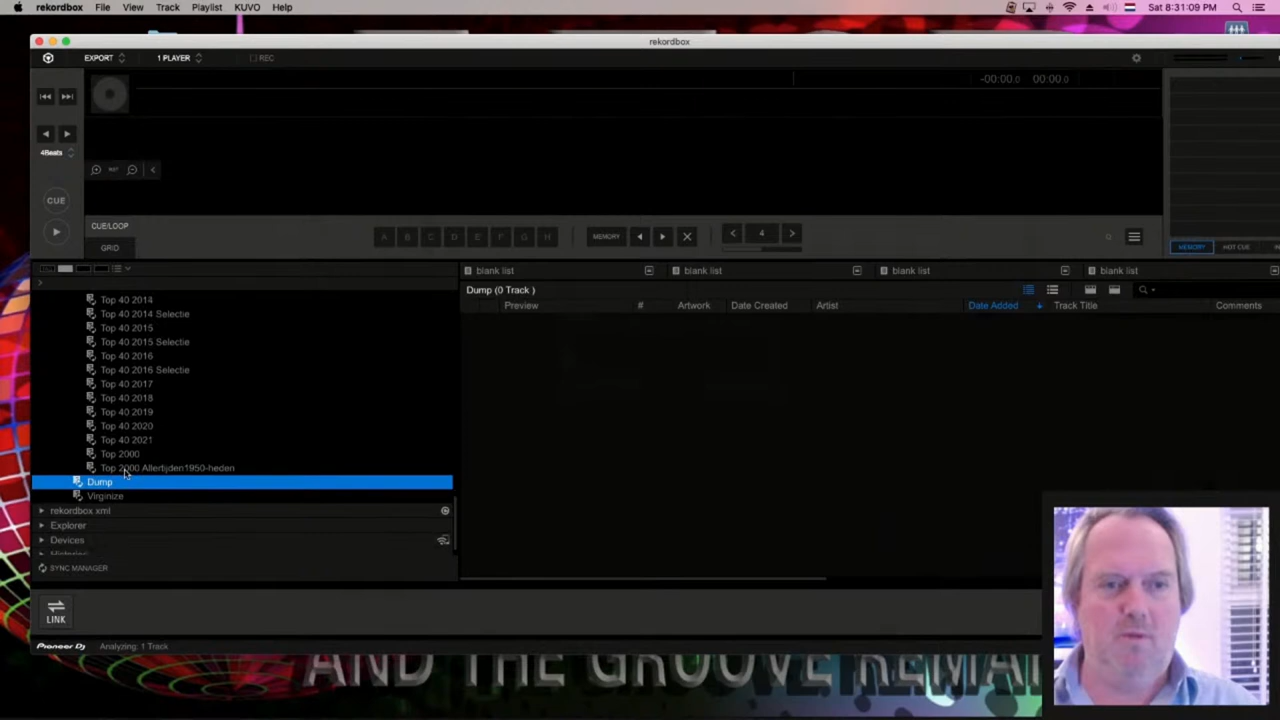 rekordbox File View Track Playlist KUVO Help Sat 8:31:09 PM
rekordbox
EXPORT 1 PLAYER REC
-00:00.0 00:00.0
4Beats
CUE
CUE/LOOP
GRID
A B C D E F G H MEMORY 4
MEMORY HOT CUE
blank list blank list blank list blank list
Dump (0 Track )
Preview # Artwork Date Created Artist Date Added Track Title Comments
Top 40 2014
Top 40 2014 Selectie
Top 40 2015
Top 40 2015 Selectie
Top 40 2016
Top 40 2016 Selectie
Top 40 2017
Top 40 2018
Top 40 2019
Top 40 2020
Top 40 2021
Top 2000
Top 2000 Allertijden1950-heden
Dump
Virginize
rekordbox xml
Explorer
Devices
Histories
SYNC MANAGER
LINK
Pioneer Dj Analyzing: 1 Track
AND THE GROOVE